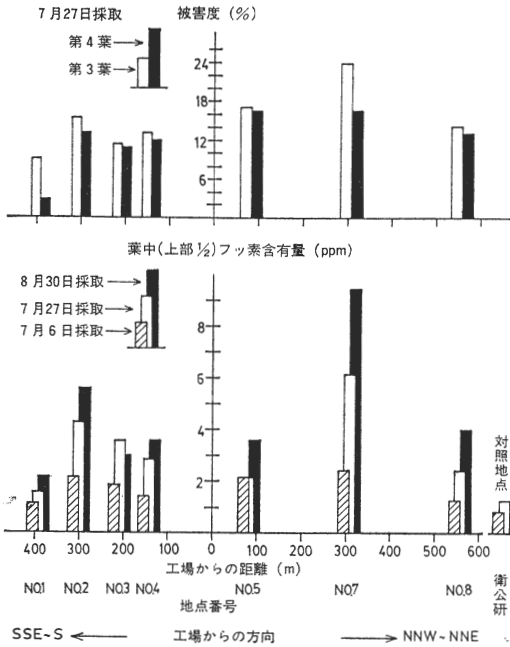 7月27日採取
第4葉
第3葉
被害度(%)
24
18
12
6
葉中(上部1/2)フッ素含有量(ppm)
8月30日採取
7月27日採取
7月6日採取
8
6
4
2
対照地点
400 300 200 100 0 100 200 300 400 500 600
工場からの距離(m)
NO.1 NO.2 NO.3 NO.4 NO.5 NO.7 NO.8 衛公研
地点番号
SSE~S 工場からの方向 NNW~NNE